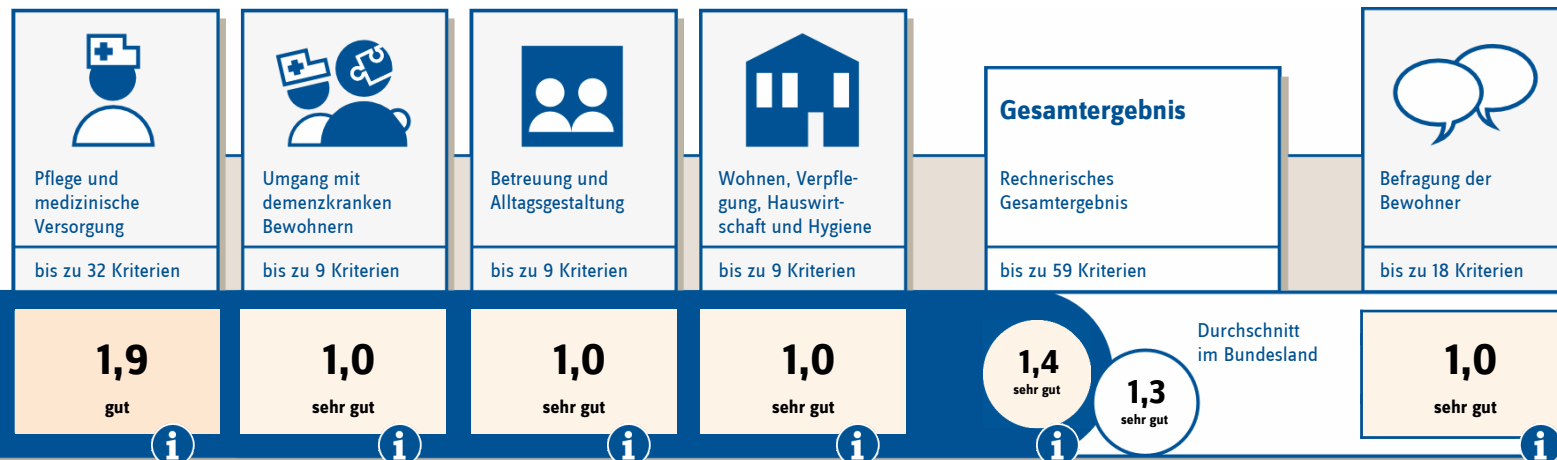 Pflege und
medizinische
Versorgung
bis zu 32 Kriterien
1,9
gut
Umgang mit
demenzkranken
Bewohnern
bis zu 9 Kriterien
1,0
sehr gut
Betreuung und
Alltagsgestaltung
bis zu 9 Kriterien
1,0
sehr gut
Wohnen, Verpfle-
gung, Hauswirt-
schaft und Hygiene
bis zu 9 Kriterien
1,0
sehr gut
Gesamtergebnis
Rechnerisches
Gesamtergebnis
bis zu 59 Kriterien
1,4
sehr gut
Durchschnitt
im Bundesland
1,3
sehr gut
Befragung der
Bewohner
bis zu 18 Kriterien
1,0
sehr gut